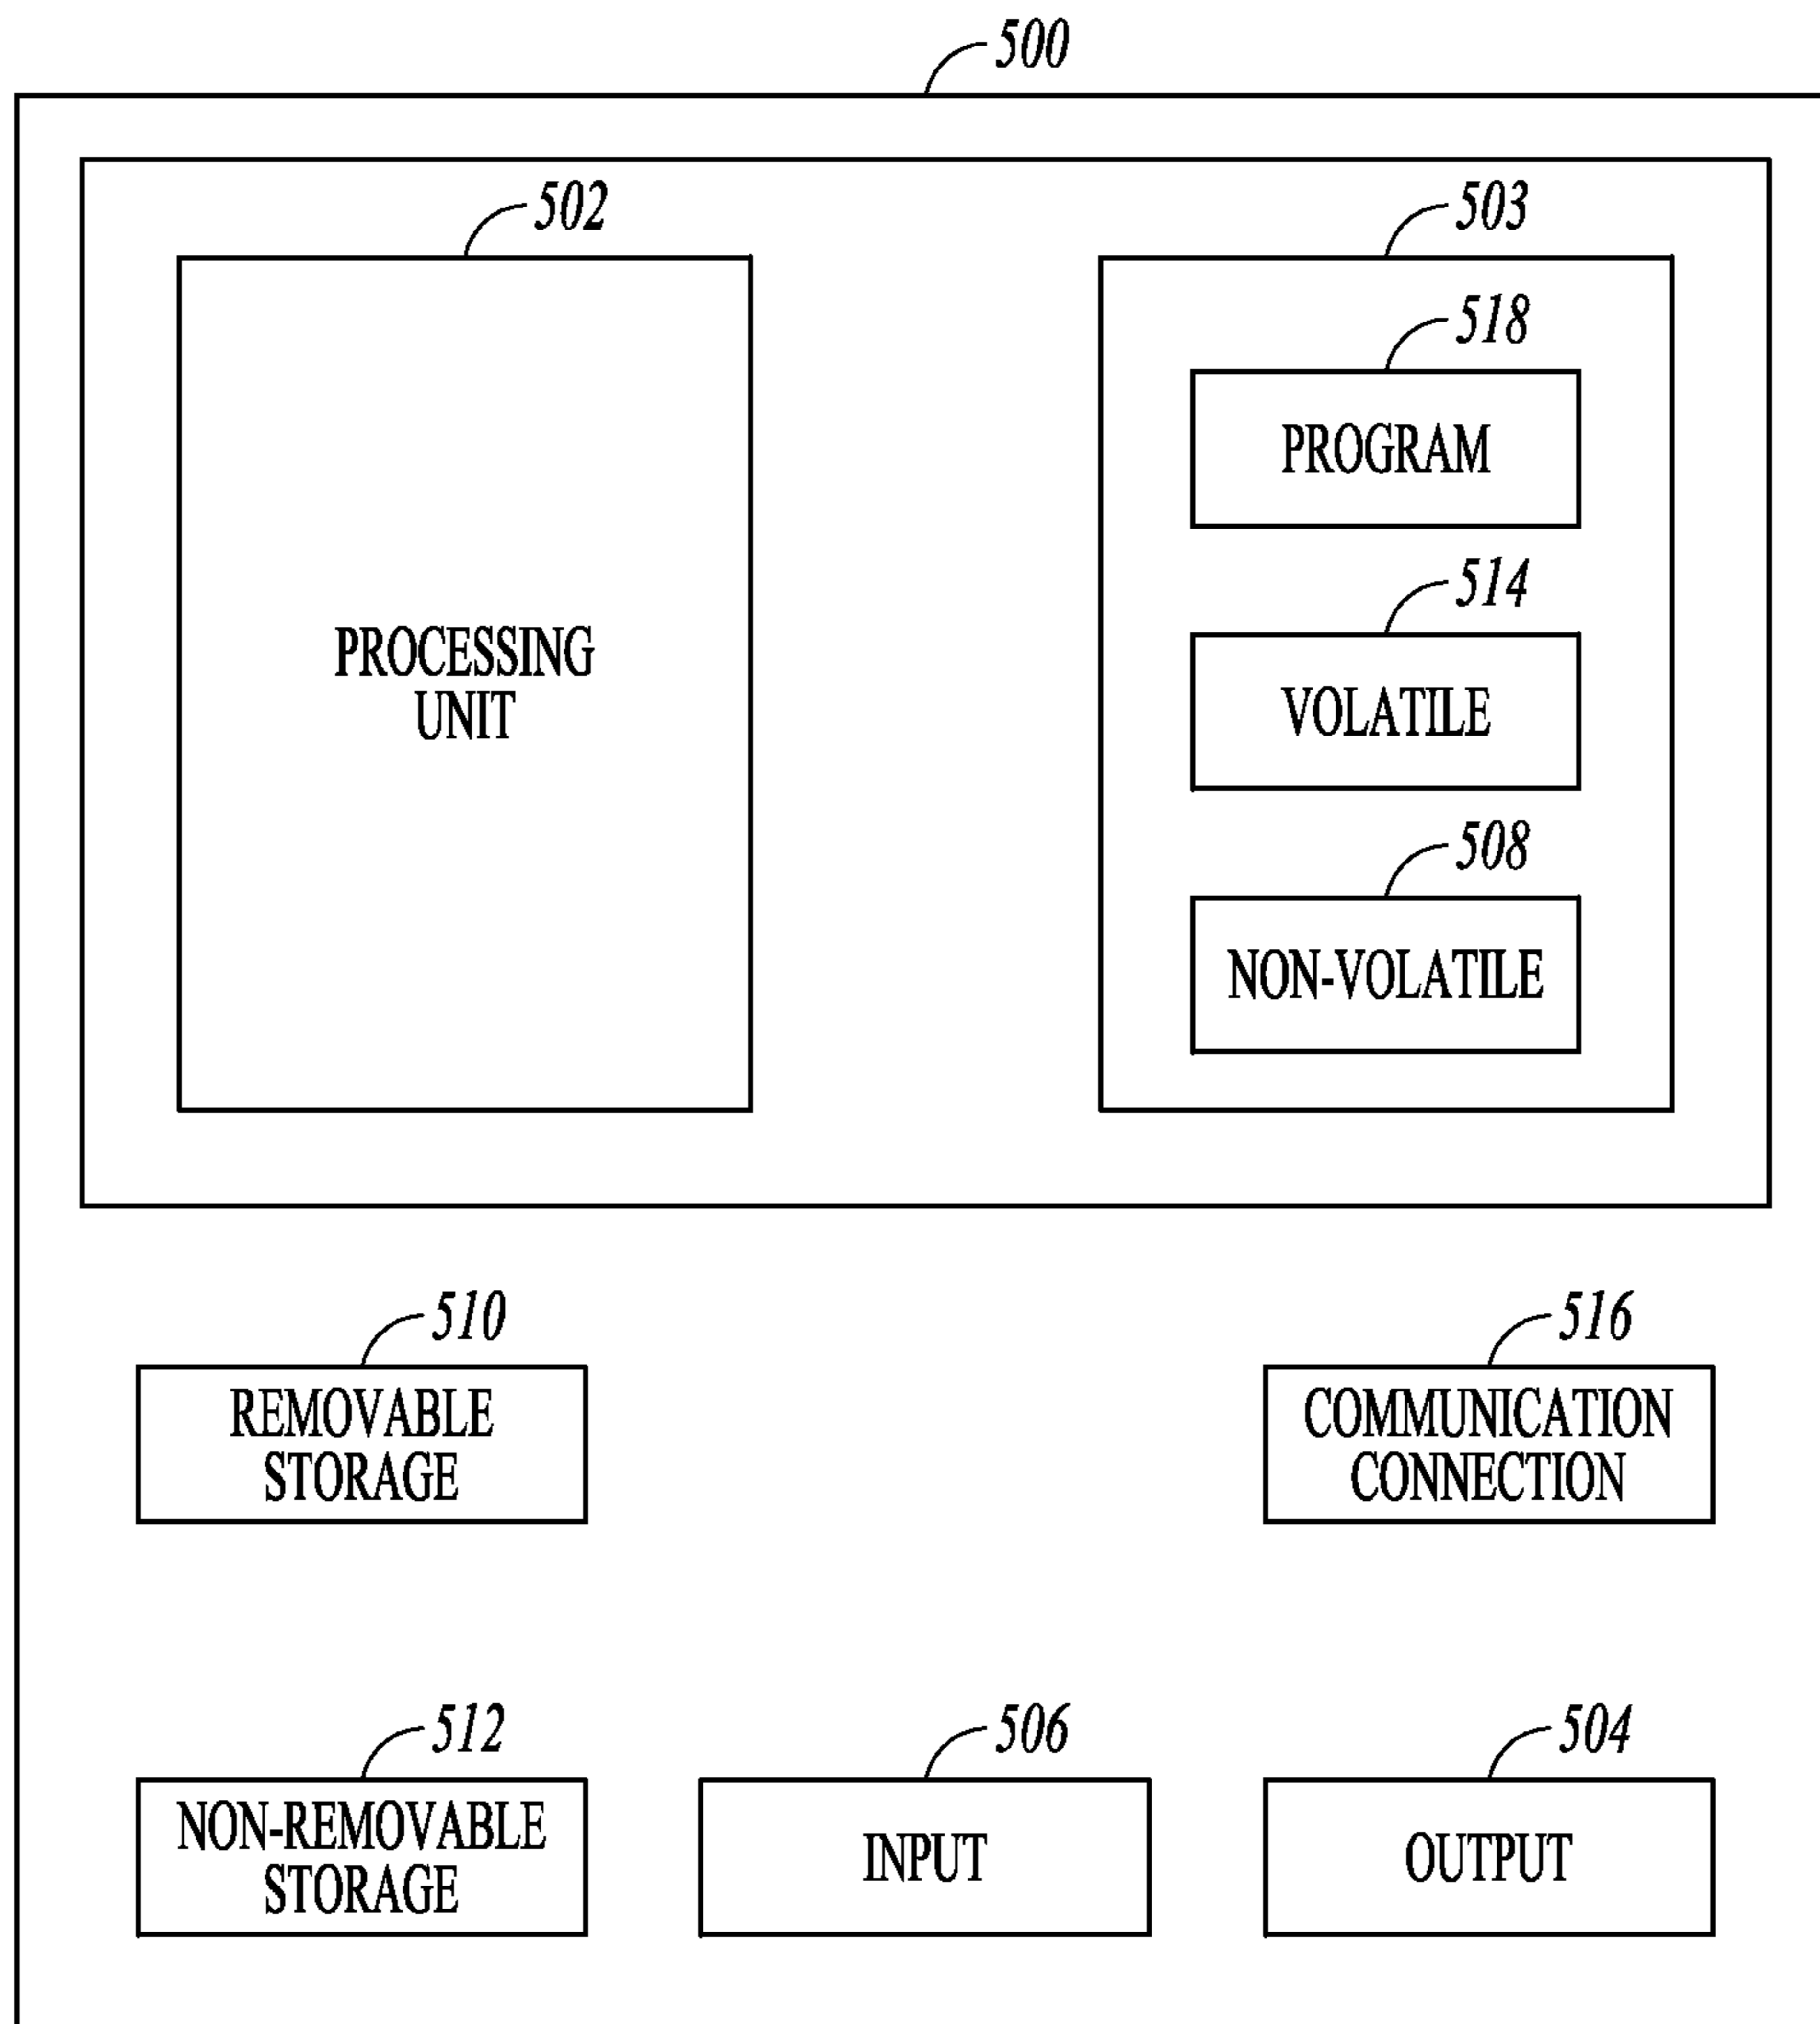 500
502
503
518
PROGRAM
514
PROCESSING
UNIT
VOLATILE
508
NON-VOLATILE
510
516
REMOVABLE
STORAGE
COMMUNICATION
CONNECTION
512
506
504
NON-REMOVABLE
STORAGE
INPUT
OUTPUT